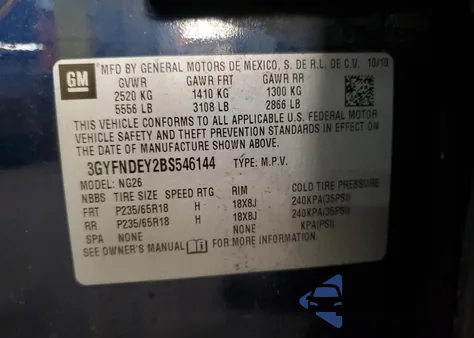 GM MFD BY GENERAL MOTORS DE MEXICO, S. DE R.L. DE C.V. 10/10
GVWR GAWR FRT GAWR RR
2520 KG 1410 KG 1300 KG
5556 LB 3108 LB 2866 LB
THIS VEHICLE CONFORMS TO ALL APPLICABLE U.S. FEDERAL MOTOR
VEHICLE SAFETY AND THEFT PREVENTION STANDARDS IN EFFECT ON THE
DATE OF MANUFACTURE SHOWN ABOVE.
3GYFNDEY2BS546144 TYPE: M.P.V.
MODEL: NG26
NBBS TIRE SIZE SPEED RTG RIM COLD TIRE PRESSURE
FRT P235/65R18 H 18X8J 240KPA(35PSI)
RR P235/65R18 H 18X8J 240KPA(35PSI)
SPA NONE NONE KPA(PSI)
SEE OWNER'S MANUAL FOR MORE INFORMATION.